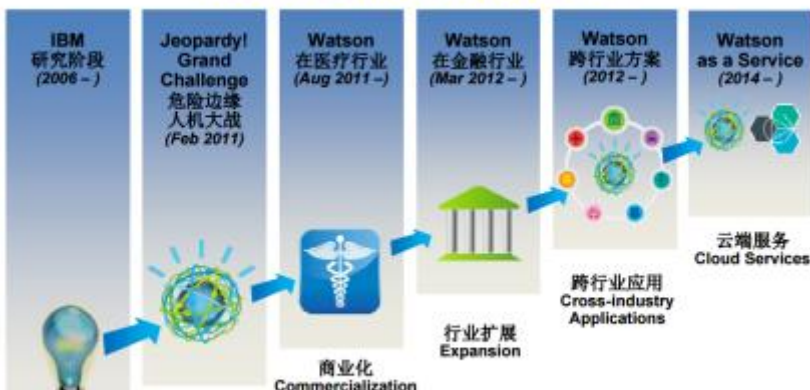 IBM
研究阶段
(2006 – )
Jeopardy!
Grand
Challenge
危险边缘
人机大战
(Feb 2011)
Watson
在医疗行业
(Aug 2011–)
Watson
在金融行业
(Mar 2012– )
Watson
跨行业方案
(2012– )
Watson
as a Service
(2014 – )
商业化
Commercialization
行业扩展
Expansion
跨行业应用
Cross-industry
Applications
云端服务
Cloud Services